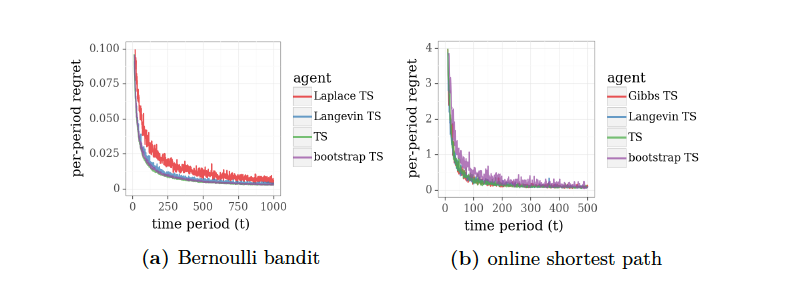 0.100
0.075
0.050
0.025
0
per-period regret
0 250 500 750 1000
time period (t)
agent
Laplace TS
Langevin TS
TS
bootstrap TS
(a) Bernoulli bandit
4
3
2
1
0
per-period regret
0 100 200 300 400 500
time period (t)
agent
Gibbs TS
Langevin TS
TS
bootstrap TS
(b) online shortest path